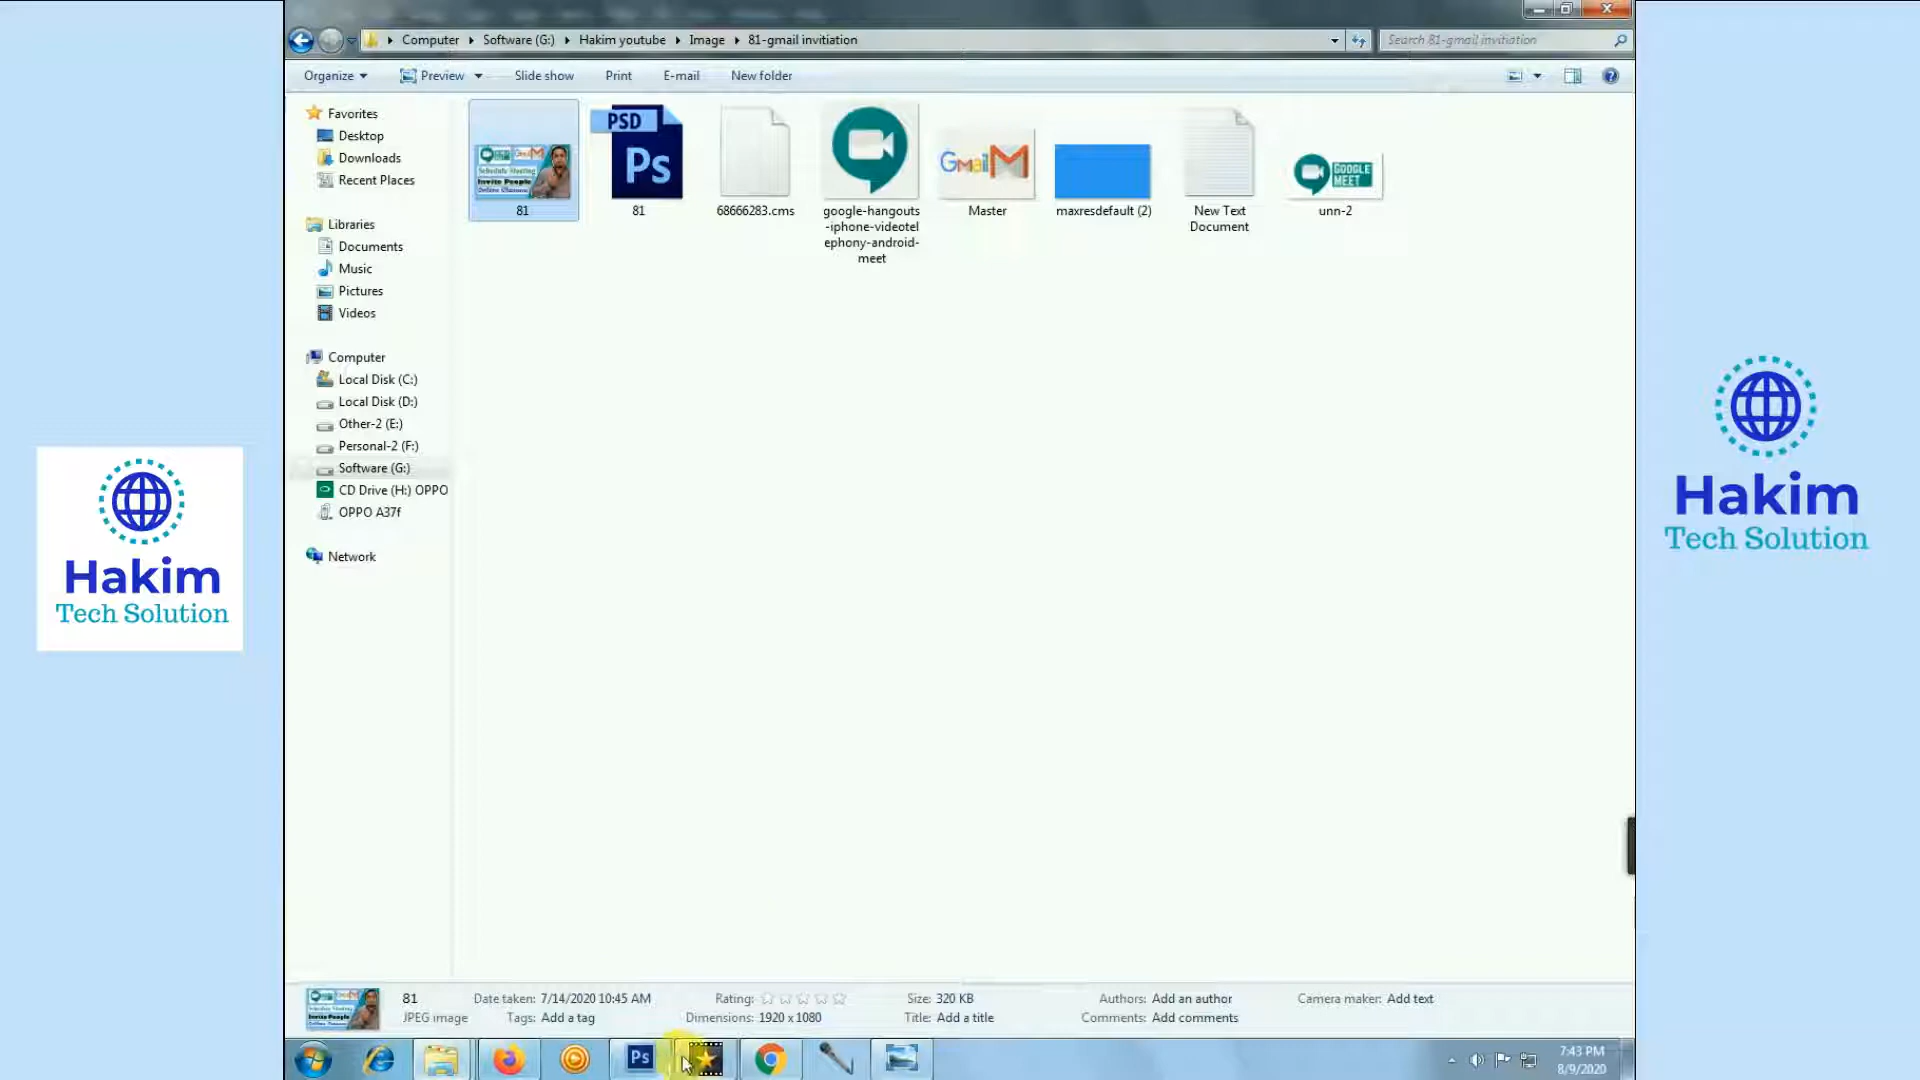 Computer ▸ Software (G:) ▸ Hakim youtube ▸ Image ▸ 81-gmail invitiation
Search 81-gmail invitiation
Organize
Preview
Slide show
Print
E-mail
New folder
Favorites
Desktop
Downloads
Recent Places
Libraries
Documents
Music
Pictures
Videos
Computer
Local Disk (C:)
Local Disk (D:)
Other-2 (E:)
Personal-2 (F:)
Software (G:)
CD Drive (H:) OPPO
OPPO A37f
Network
81
PSD
Ps
81
68666283.cms
google-hangouts
-iphone-videotel
ephony-android-
meet
Gmail
Master
maxresdefault (2)
New Text
Document
GOOGLE
MEET
unn-2
Hakim
Tech Solution
Hakim
Tech Solution
81
JPEG image
Date taken: 7/14/2020 10:45 AM
Tags: Add a tag
Rating:
Dimensions: 1920 x 1080
Size: 320 KB
Title: Add a title
Authors: Add an author
Comments: Add comments
Camera maker: Add text
Ps
7:43 PM
8/9/2020